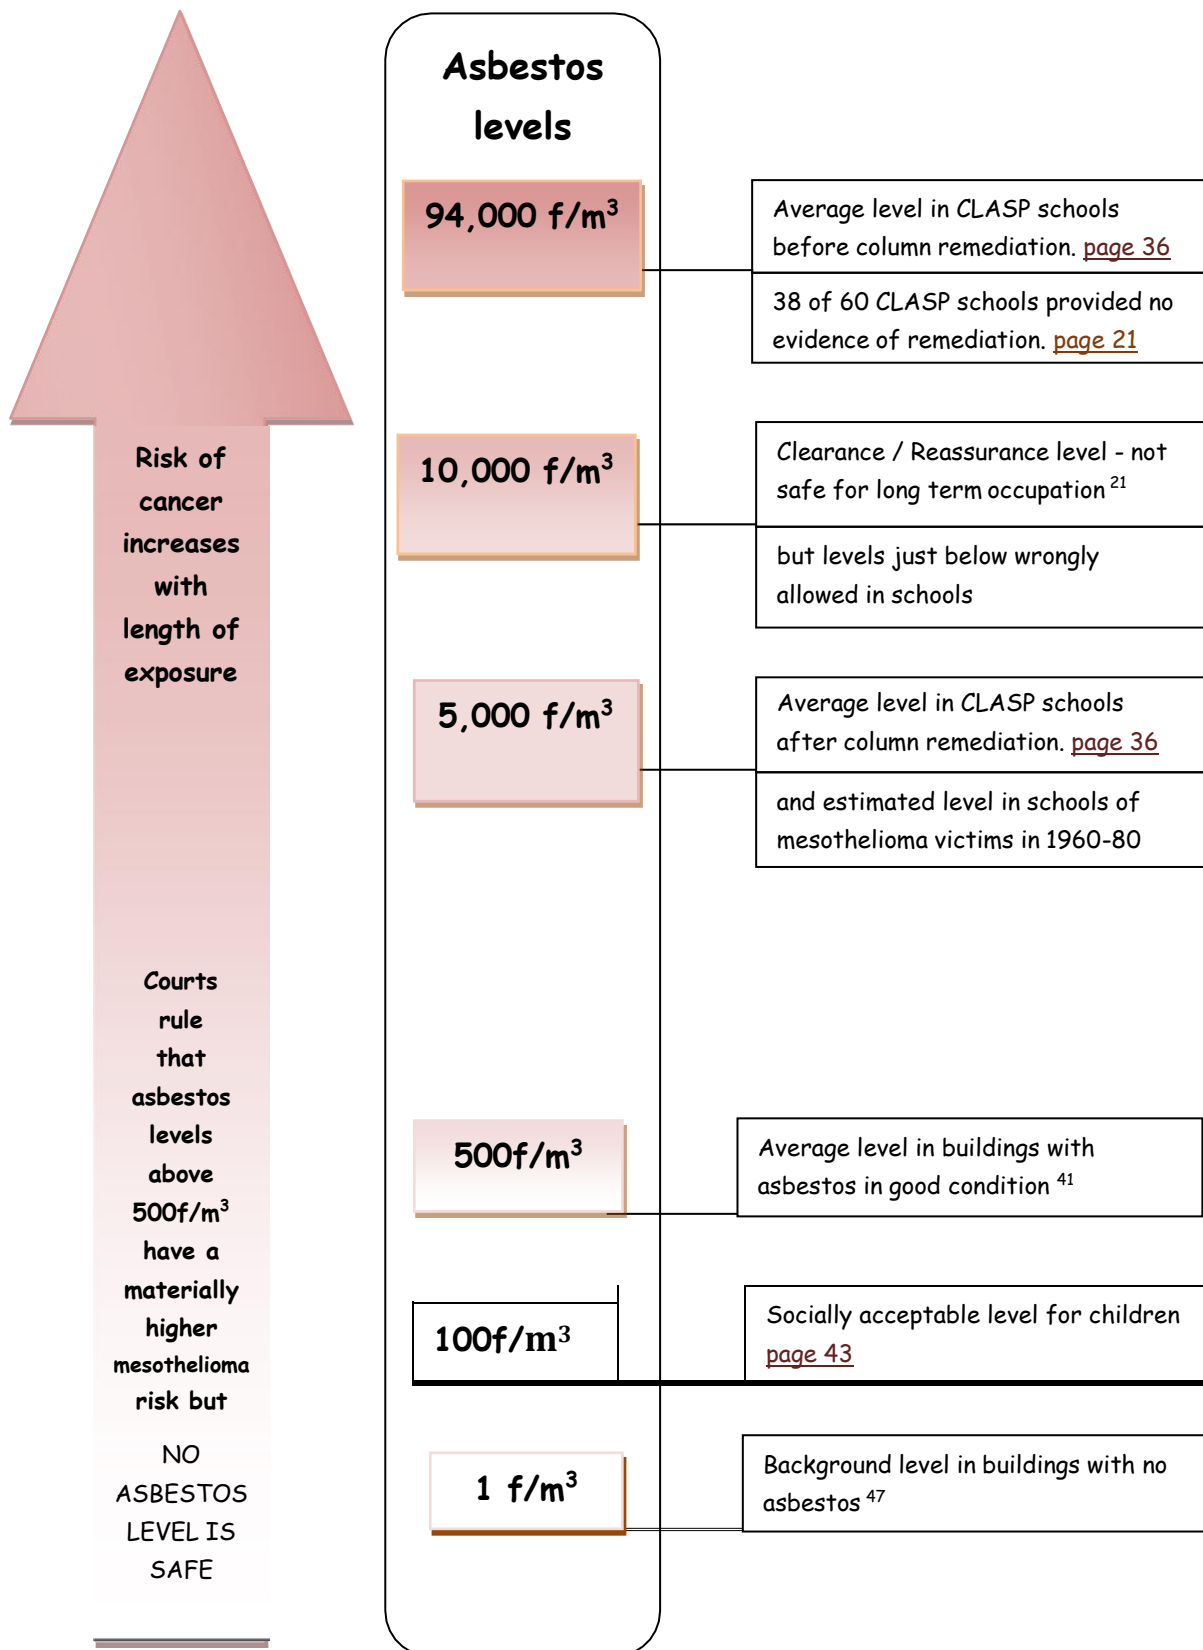 Asbestos
levels
94,000 f/m³
Average level in CLASP schools
before column remediation. page 36
38 of 60 CLASP schools provided no
evidence of remediation. page 21
Risk of
cancer
increases
with
length of
exposure
10,000 f/m³
Clearance / Reassurance level - not
safe for long term occupation ²¹
but levels just below wrongly
allowed in schools
5,000 f/m³
Average level in CLASP schools
after column remediation. page 36
and estimated level in schools of
mesothelioma victims in 1960-80
Courts
rule
that
asbestos
levels
above
500f/m³
have a
materially
higher
mesothelioma
risk but
NO
ASBESTOS
LEVEL IS
SAFE
500f/m³
Average level in buildings with
asbestos in good condition ⁴¹
100f/m³
Socially acceptable level for children
page 43
1 f/m³
Background level in buildings with no
asbestos ⁴⁷